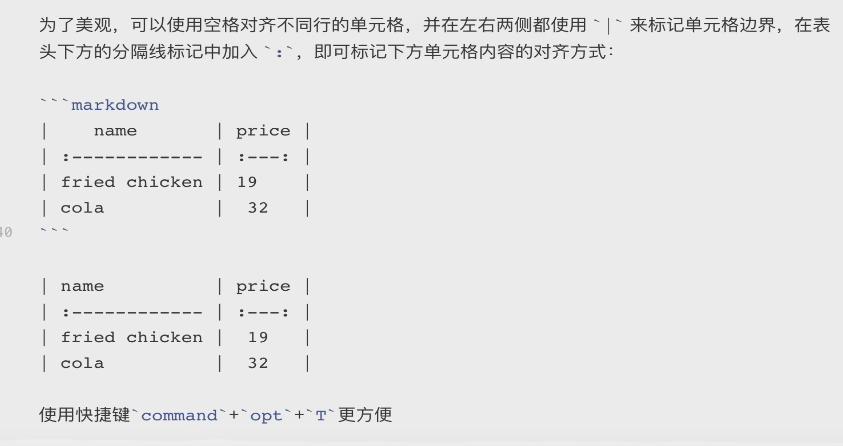 为了美观，可以使用空格对齐不同行的单元格，并在左右两侧都使用 `|` 来标记单元格边界，在表
头下方的分隔线标记中加入 `:`，即可标记下方单元格内容的对齐方式：
```markdown
|    name        | price |
| :------------ | :---: |
| fried chicken | 19    |
| cola          |  32   |
40 ```
| name          | price |
| :------------ | :---: |
| fried chicken |  19   |
| cola          |  32   |
使用快捷键`command`+`opt`+`T`更方便